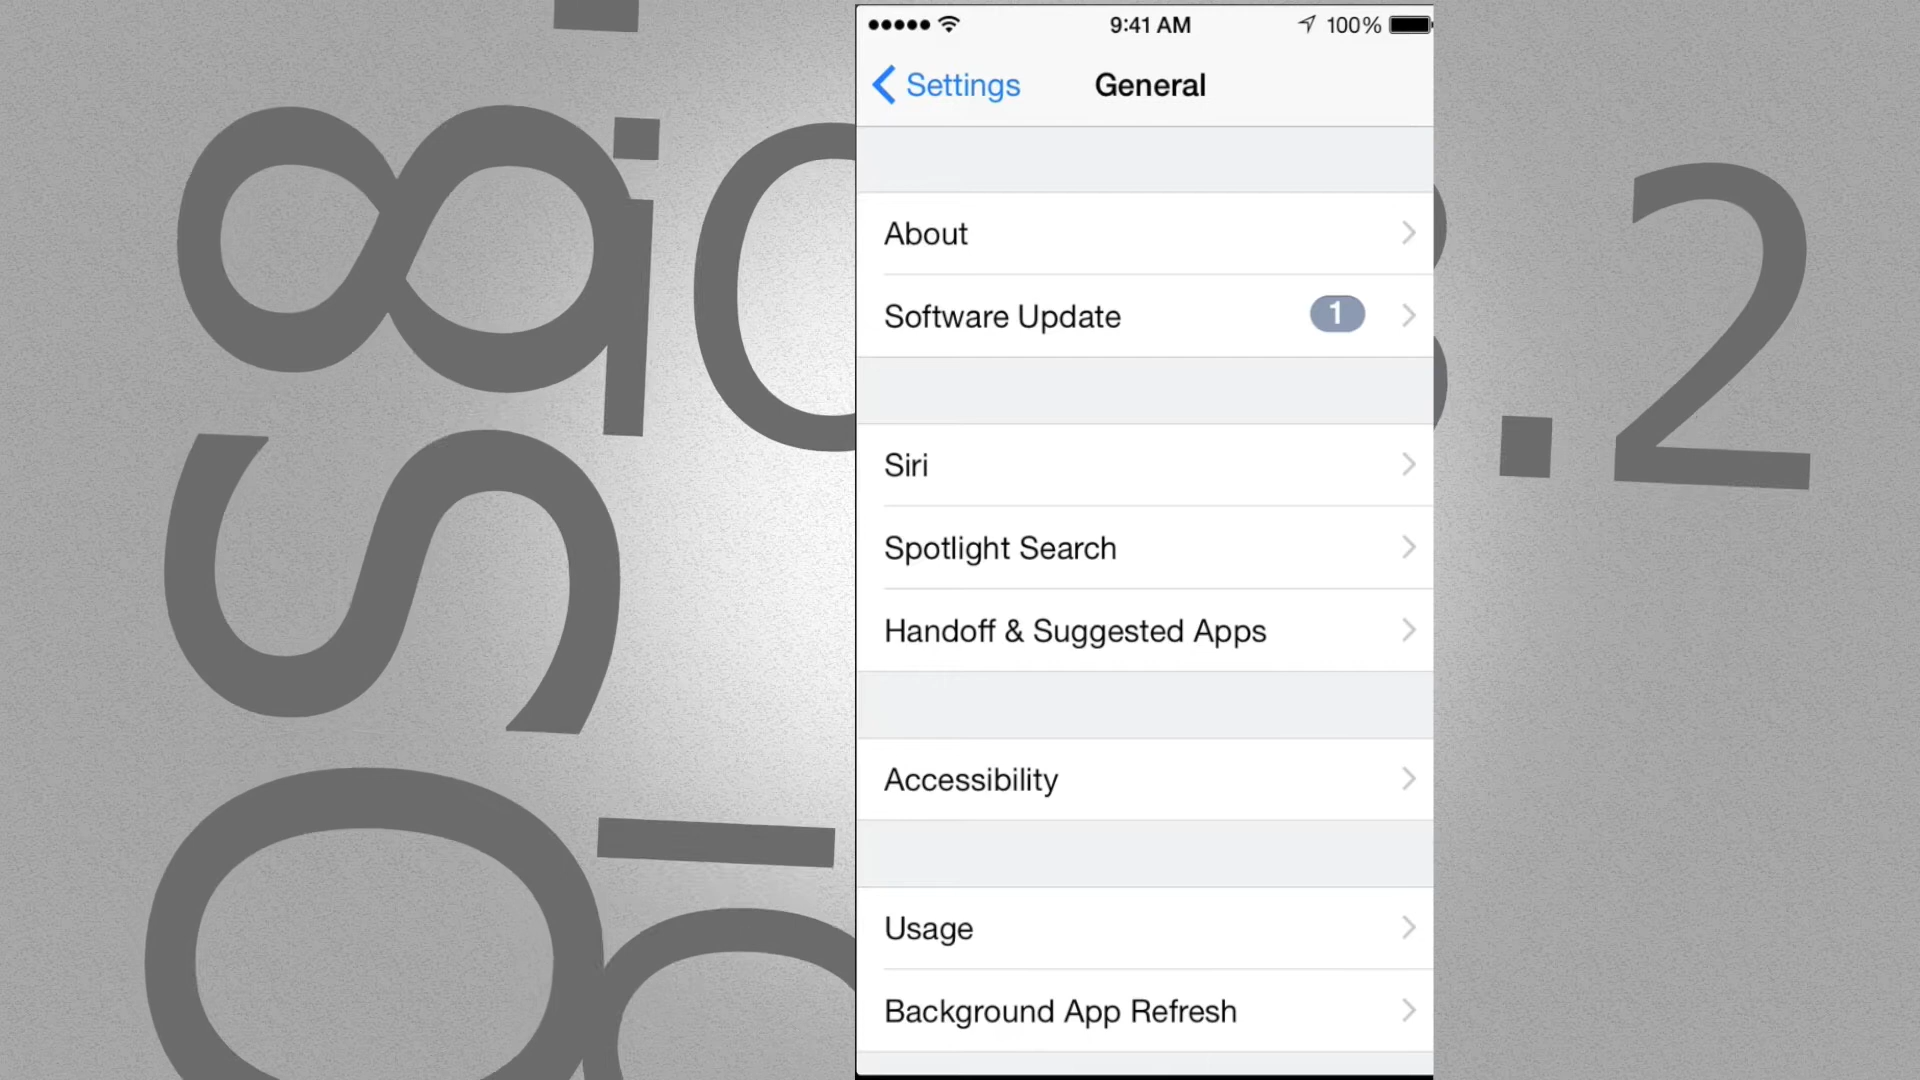 9:41 AM
100%
Settings
General
About
Software Update
1
Siri
Spotlight Search
Handoff & Suggested Apps
Accessibility
Usage
Background App Refresh
.2